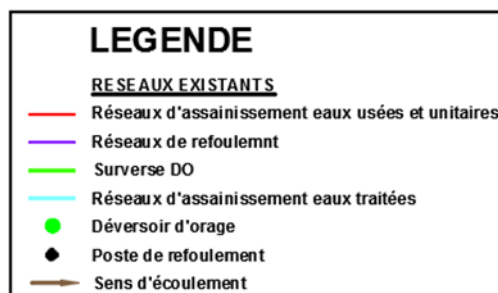 LEGENDE
RESEAUX EXISTANTS
Réseaux d'assainissement eaux usées et unitaires
Réseaux de refoulemnt
Surverse DO
Réseaux d'assainissement eaux traitées
Déversoir d'orage
Poste de refoulement
Sens d'écoulement